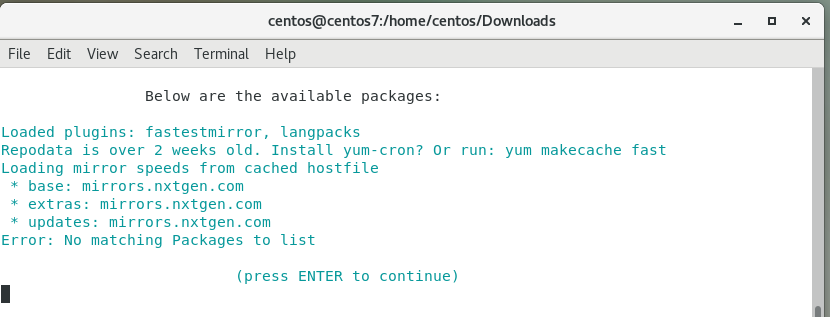 centos@centos7:/home/centos/Downloads
File Edit View Search Terminal Help
Below are the available packages:
Loaded plugins: fastestmirror, langpacks
Repodata is over 2 weeks old. Install yum-cron? Or run: yum makecache fast
Loading mirror speeds from cached hostfile
* base: mirrors.nxtgen.com
* extras: mirrors.nxtgen.com
* updates: mirrors.nxtgen.com
Error: No matching Packages to list
(press ENTER to continue)